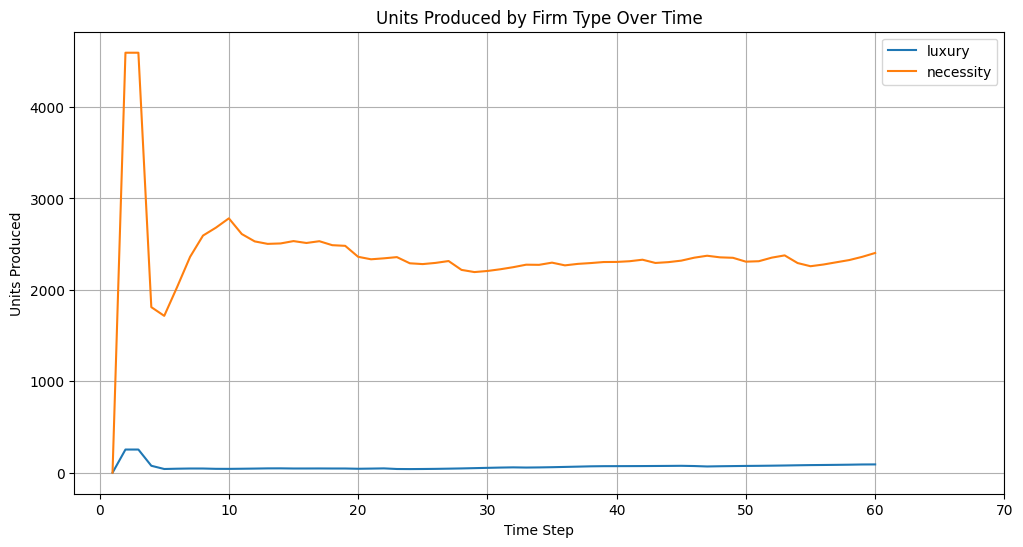 Units Produced by Firm Type Over Time
luxury
necessity
Units Produced
4000
3000
2000
1000
0
0 10 20 30 40 50 60 70
Time Step